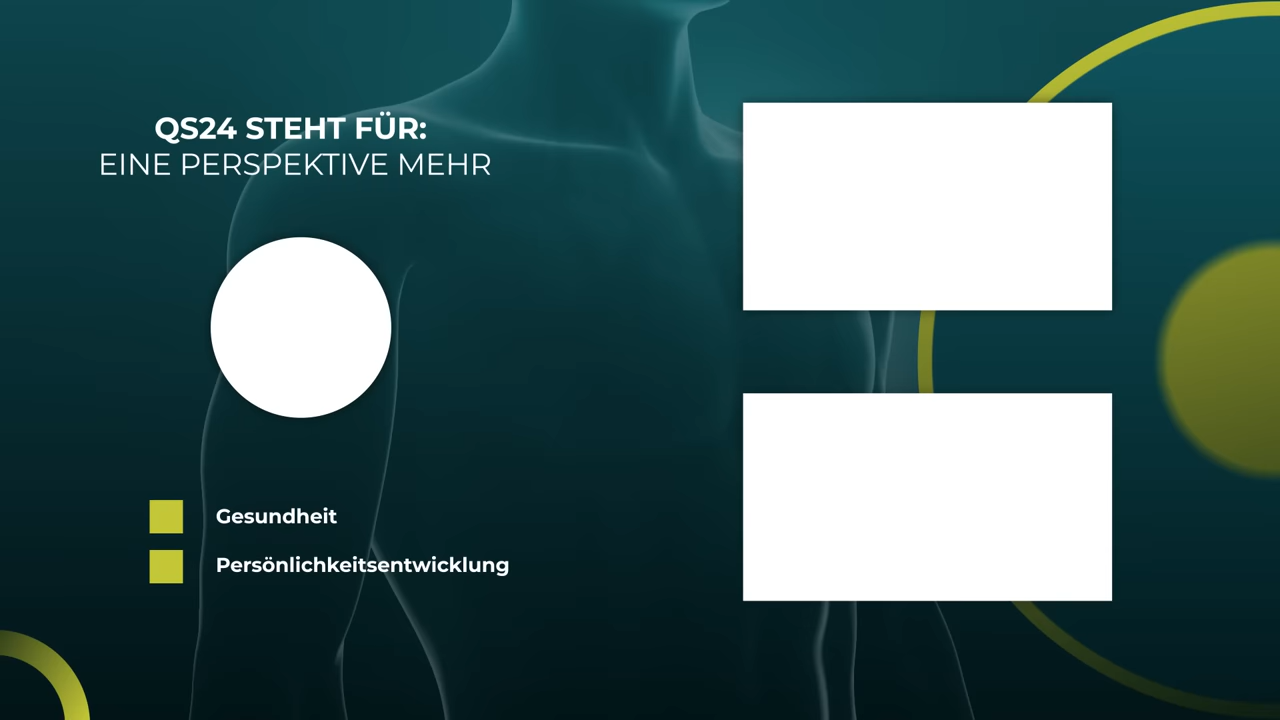 QS24 STEHT FÜR:
EINE PERSPEKTIVE MEHR
Gesundheit
Persönlichkeitsentwicklung